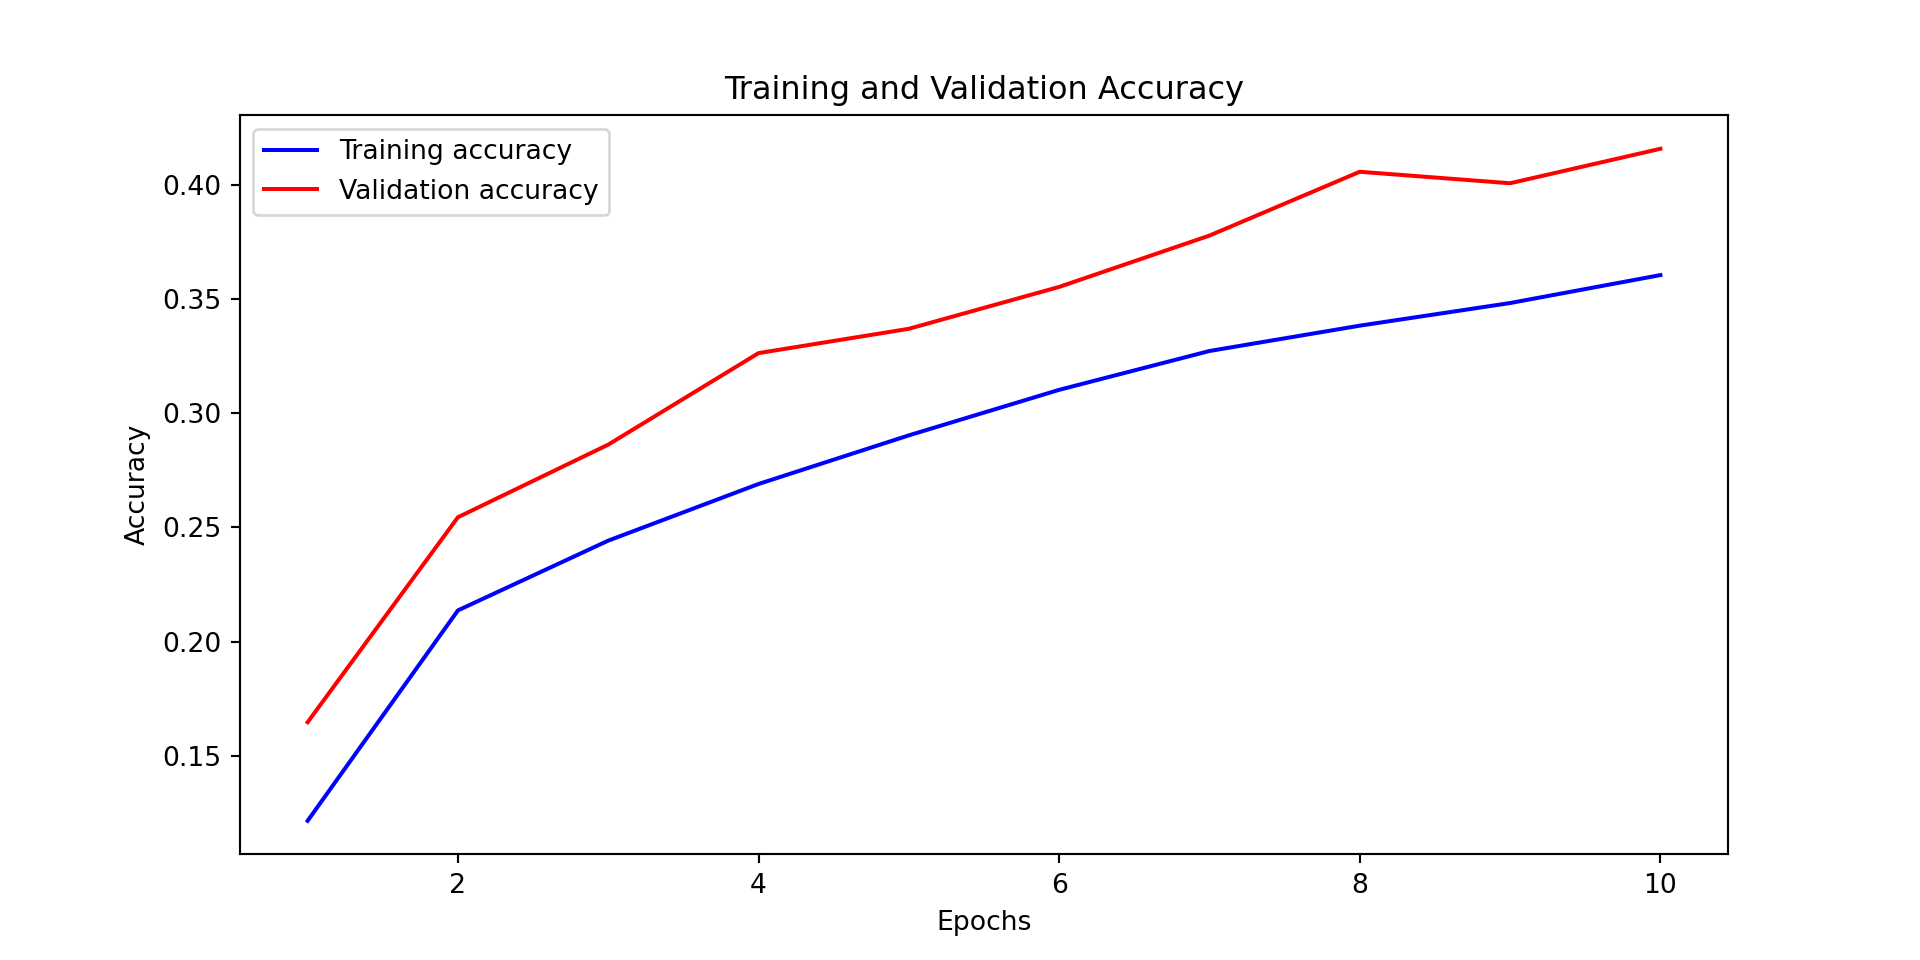 Training and Validation Accuracy
Training accuracy
Validation accuracy
0.40
0.35
0.30
0.25
0.20
0.15
Accuracy
2 4 6 8 10
Epochs